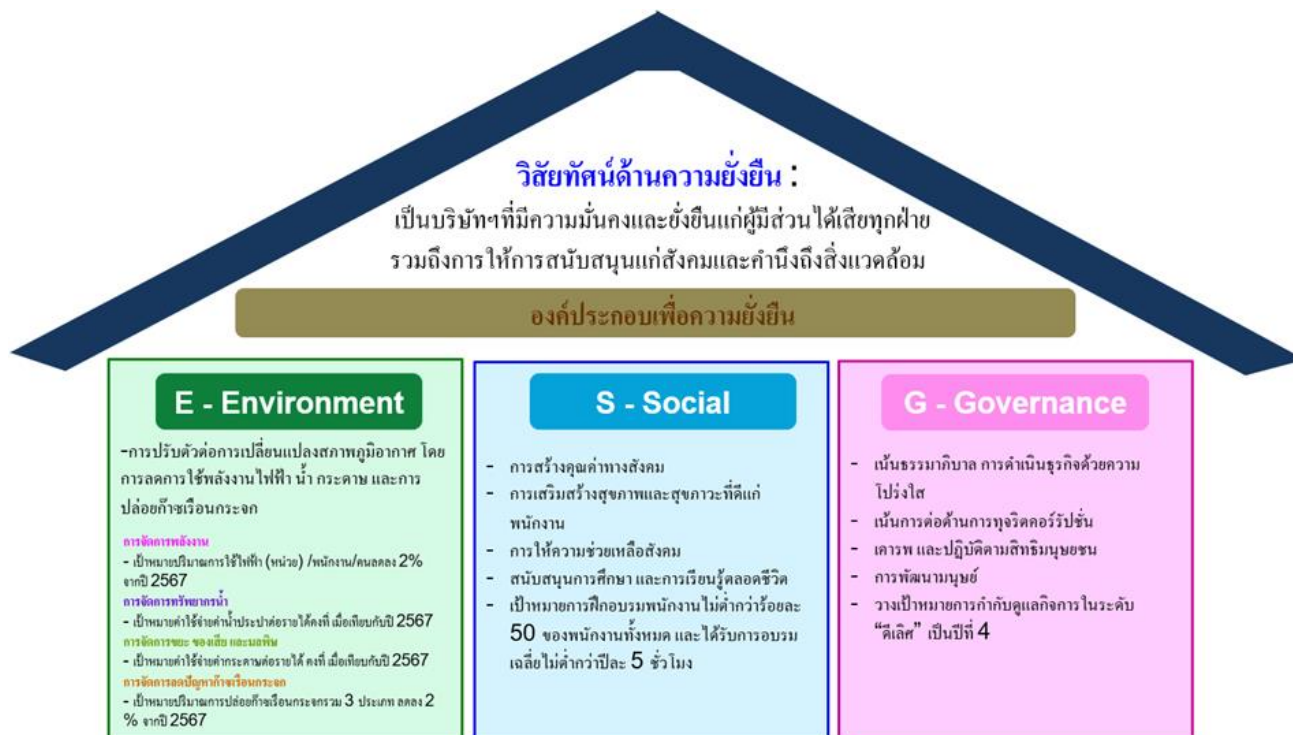 วิสัยทัศน์ด้านความยั่งยืน :
เป็นบริษัทฯที่มีความมั่นคงและยั่งยืนแก่ผู้มีส่วนได้เสียทุกฝ่าย
รวมถึงการให้การสนับสนุนแก่สังคมและคำนึงถึงสิ่งแวดล้อม
องค์ประกอบเพื่อความยั่งยืน
E - Environment
-การปรับตัวต่อการเปลี่ยนแปลงสภาพภูมิอากาศ โดย
การลดการใช้พลังงานไฟฟ้า น้ำ กระดาษ และการ
ปล่อยก๊าซเรือนกระจก
การจัดการพลังงาน
- เป้าหมายปริมาณการใช้ไฟฟ้า (หน่วย) /พนักงาน/คนลดลง 2%
จากปี 2567
การจัดการทรัพยากรน้ำ
- เป้าหมายค่าใช้จ่ายค่าน้ำประปาต่อรายได้คงที่ เมื่อเทียบกับปี 2567
การจัดการขยะ ของเสีย และมลพิษ
- เป้าหมายค่าใช้จ่ายค่ากระดาษต่อรายได้ คงที่ เมื่อเทียบกับปี 2567
การจัดการลดปัญหาก๊าซเรือนกระจก
- เป้าหมายปริมาณการปล่อยก๊าซเรือนกระจกรวม 3 ประเภท ลดลง 2
% จากปี 2567
S - Social
- การสร้างคุณค่าทางสังคม
- การเสริมสร้างสุขภาพและสุขภาวะที่ดีแก่
พนักงาน
- การให้ความช่วยเหลือสังคม
- สนับสนุนการศึกษา และการเรียนรู้ตลอดชีวิต
- เป้าหมายการฝึกอบรมพนักงานไม่ต่ำกว่าร้อยละ
50 ของพนักงานทั้งหมด และได้รับการอบรม
เฉลี่ยไม่ต่ำกว่าปีละ 5 ชั่วโมง
G - Governance
- เน้นธรรมาภิบาล การดำเนินธุรกิจด้วยความ
โปร่งใส
- เน้นการต่อต้านการทุจริตคอร์รัปชั่น
- เคารพ และปฏิบัติตามสิทธิมนุษยชน
- การพัฒนามนุษย์
- วางเป้าหมายการกำกับดูแลกิจการในระดับ
“ดีเลิศ” เป็นปีที่ 4